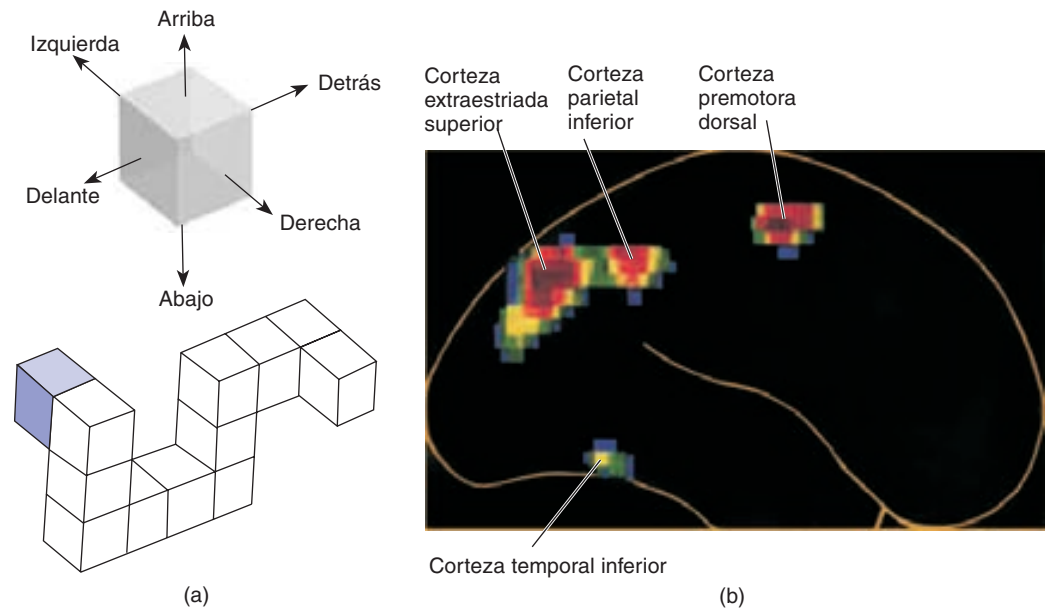 Arriba
Izquierda
Detrás
Delante
Derecha
Abajo
(a)
Corteza
extraestriada
superior
Corteza
parietal
inferior
Corteza
premotora
dorsal
Corteza temporal inferior
(b)